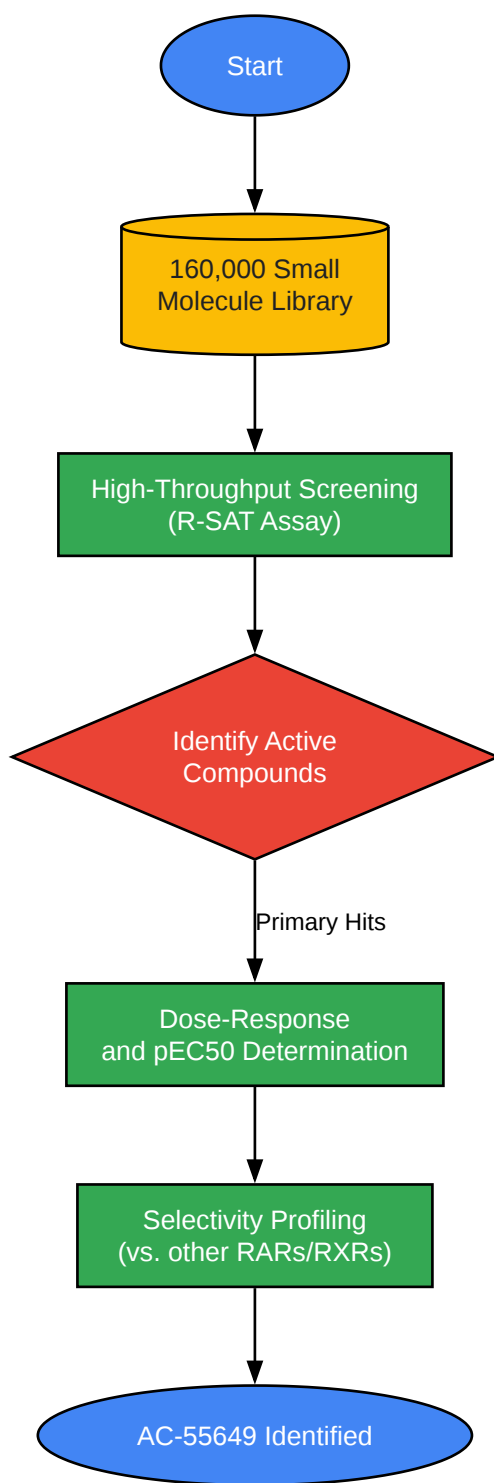 Start
160,000 Small
Molecule Library
High-Throughput Screening
(R-SAT Assay)
Identify Active
Compounds
Primary Hits
Dose-Response
and pEC50 Determination
Selectivity Profiling
(vs. other RARs/RXRs)
AC-55649 Identified